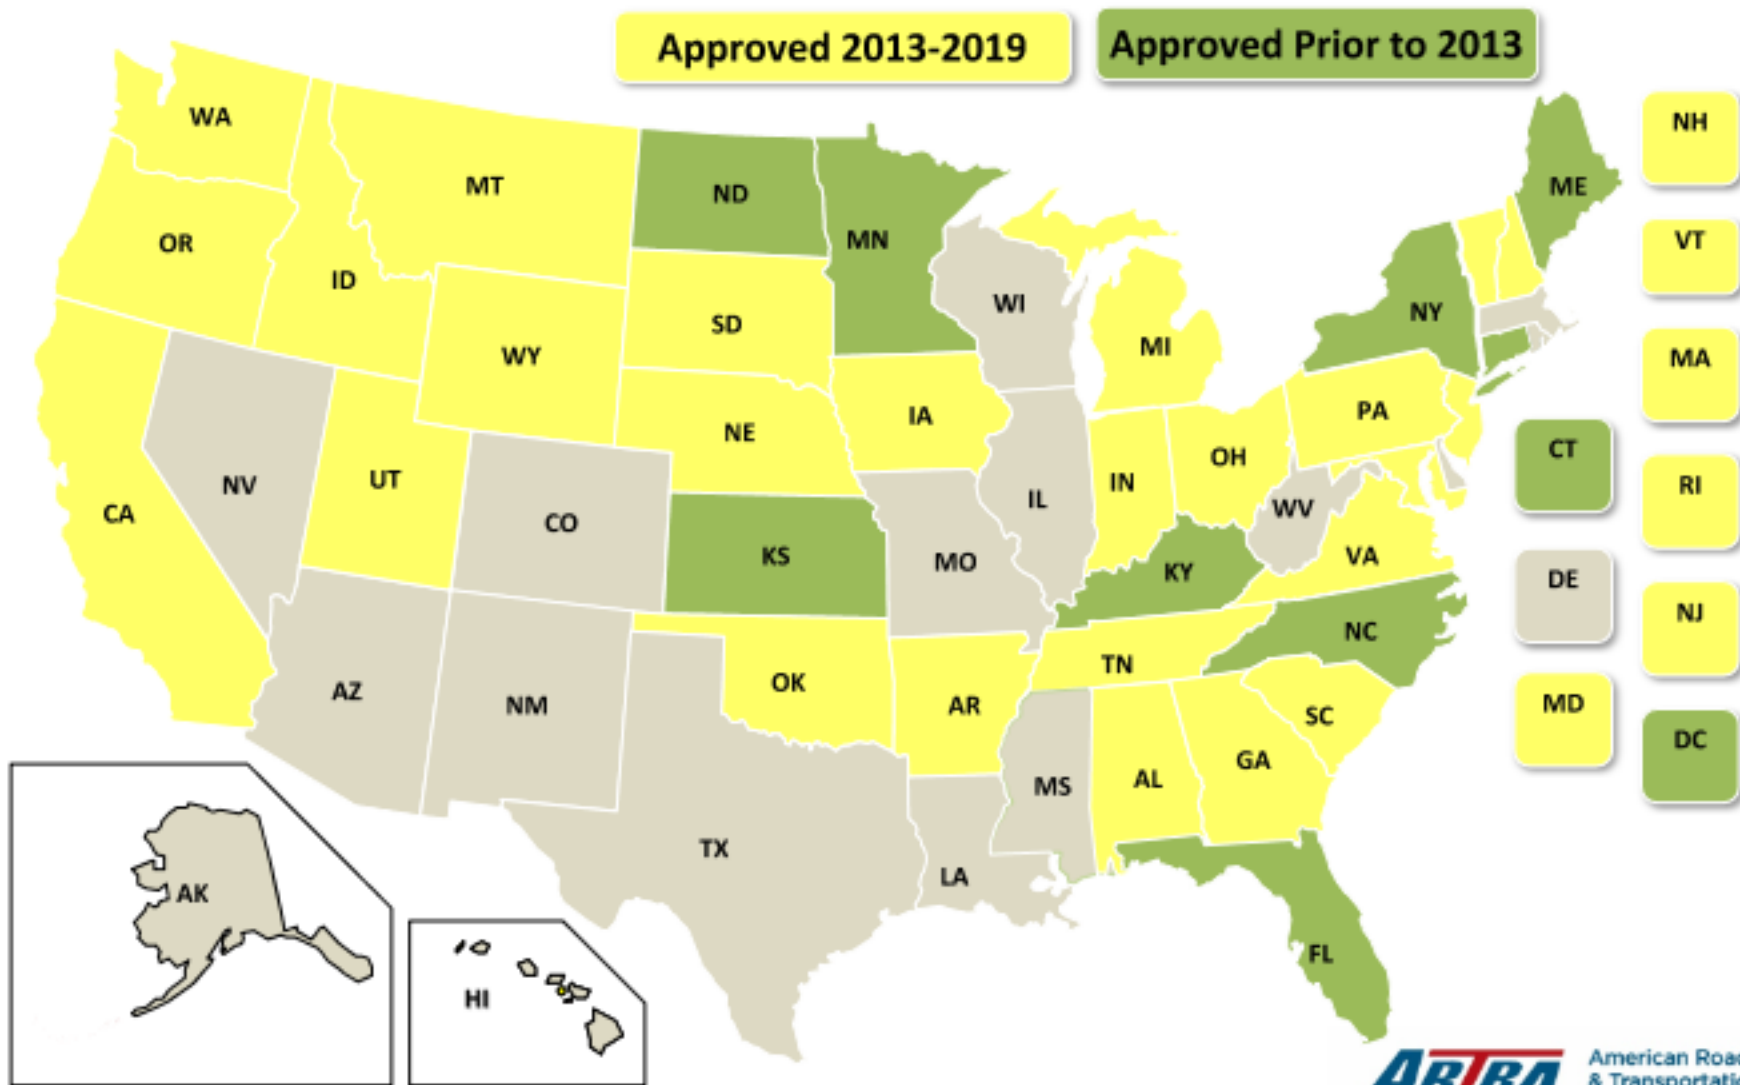 Approved 2013-2019
Approved Prior to 2013
WA
MT
ND
MN
ME
NH
OR
ID
WY
SD
WI
MI
NY
VT
NV
UT
CO
NE
IA
IL
IN
OH
PA
MA
CA
KS
MO
KY
WV
VA
CT
RI
AZ
NM
OK
AR
TN
NC
DE
NJ
TX
LA
MS
AL
GA
SC
MD
DC
AK
HI
FL
ARTBA
American Roa
& Transportatio